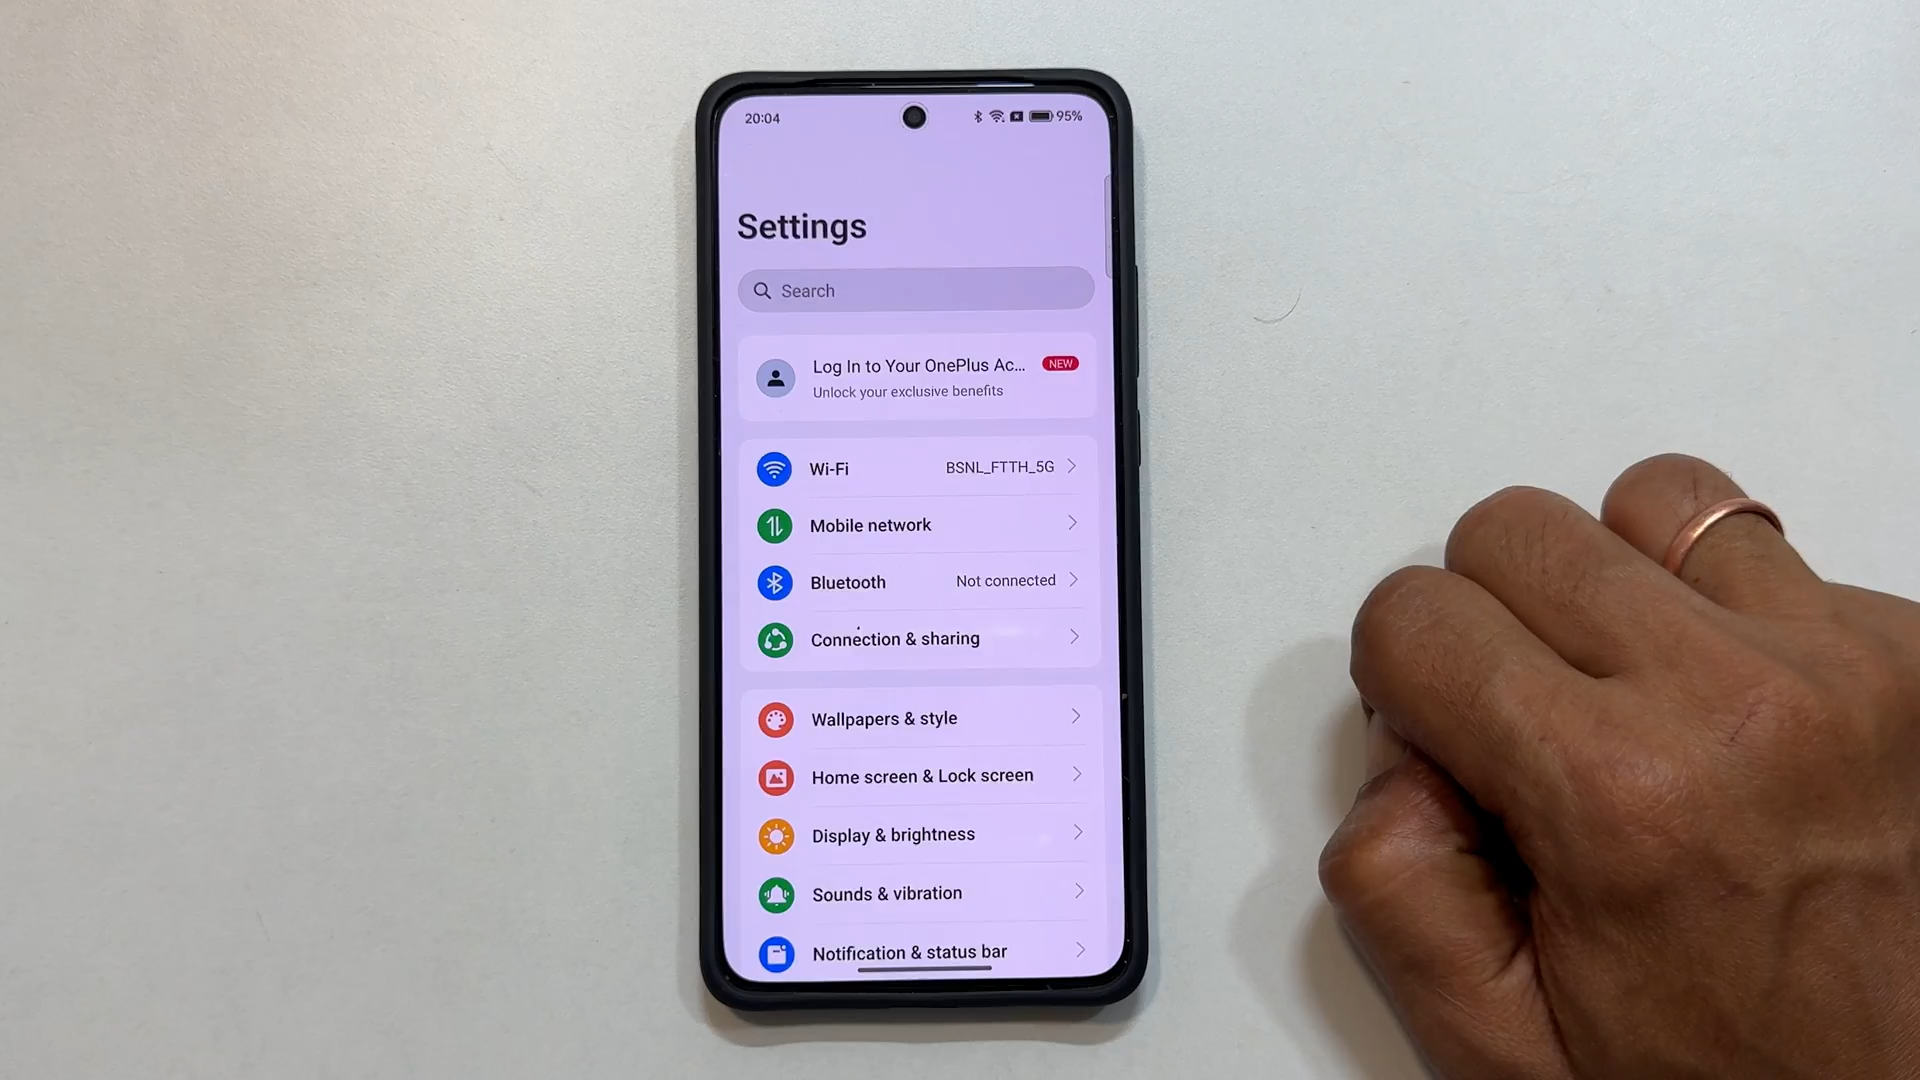 20:04
95%
Settings
Search
Log In to Your OnePlus Ac...
NEW
Unlock your exclusive benefits
Wi-Fi
BSNL_FTTH_5G
Mobile network
Bluetooth
Not connected
Connection & sharing
Wallpapers & style
Home screen & Lock screen
Display & brightness
Sounds & vibration
Notification & status bar